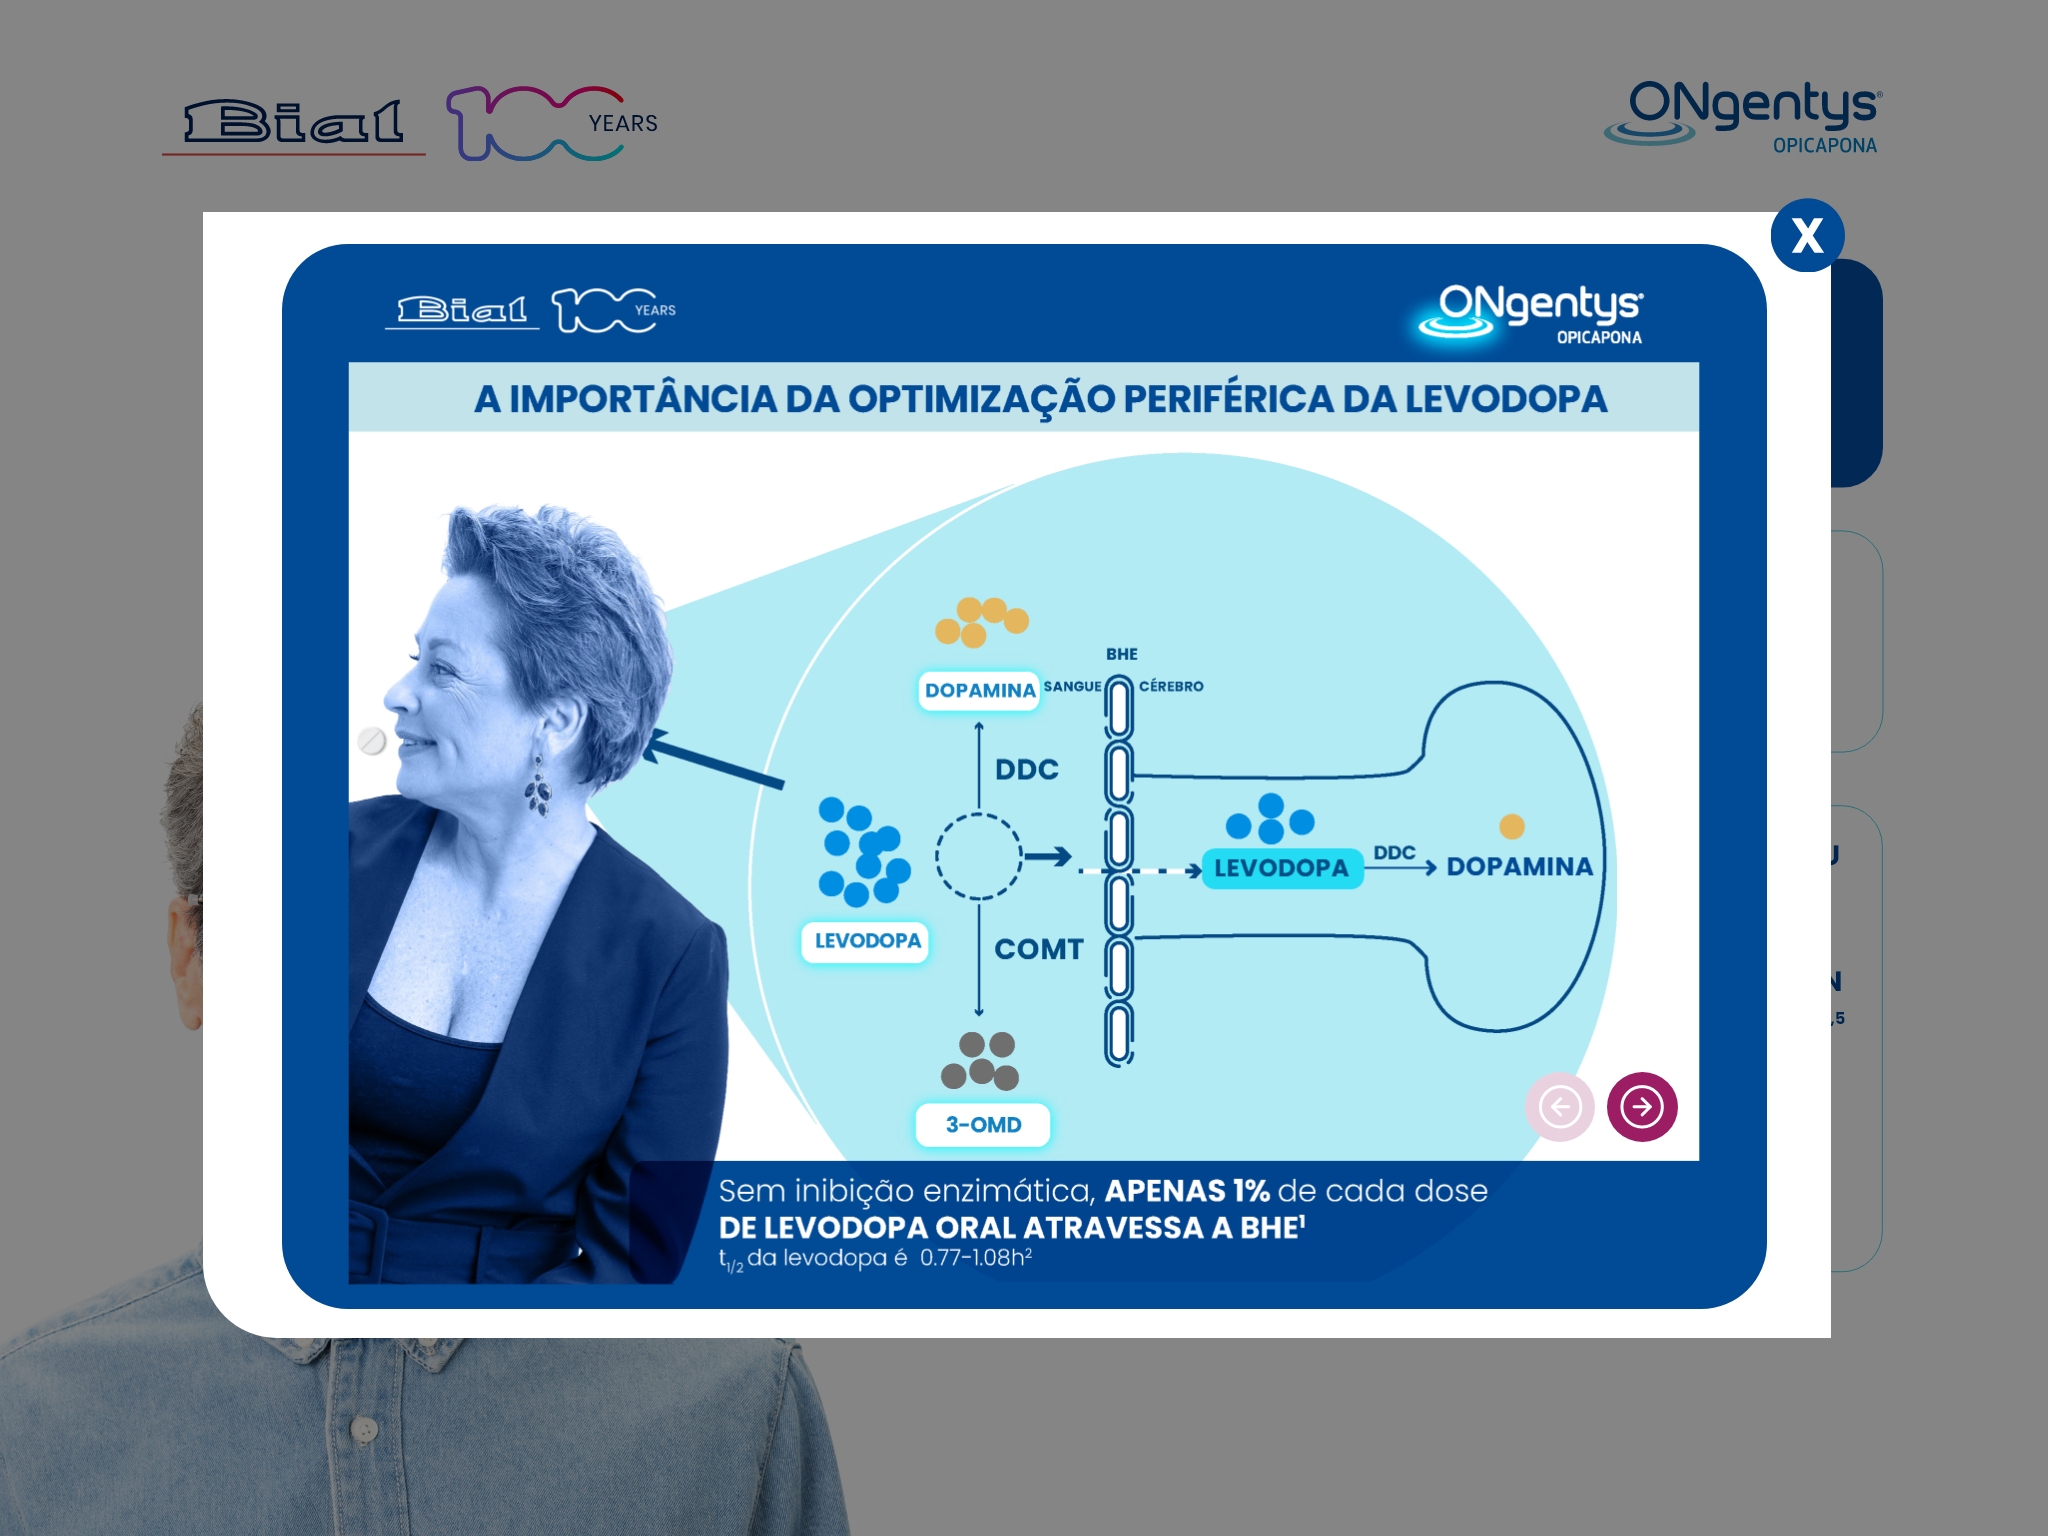 Bial 100 YEARS
ONgentys®
OPICAPONA
X
Bial 100 YEARS
ONgentys®
OPICAPONA
A IMPORTÂNCIA DA OPTIMIZAÇÃO PERIFÉRICA DA LEVODOPA
BHE
DOPAMINA
SANGUE
CÉREBRO
DDC
LEVODOPA
DDC
DOPAMINA
LEVODOPA
COMT
3-OMD
U
N
,5
Sem inibição enzimática, APENAS 1% de cada dose
DE LEVODOPA ORAL ATRAVESSA A BHE¹
t1/2 da levodopa é 0.77-1.08h²